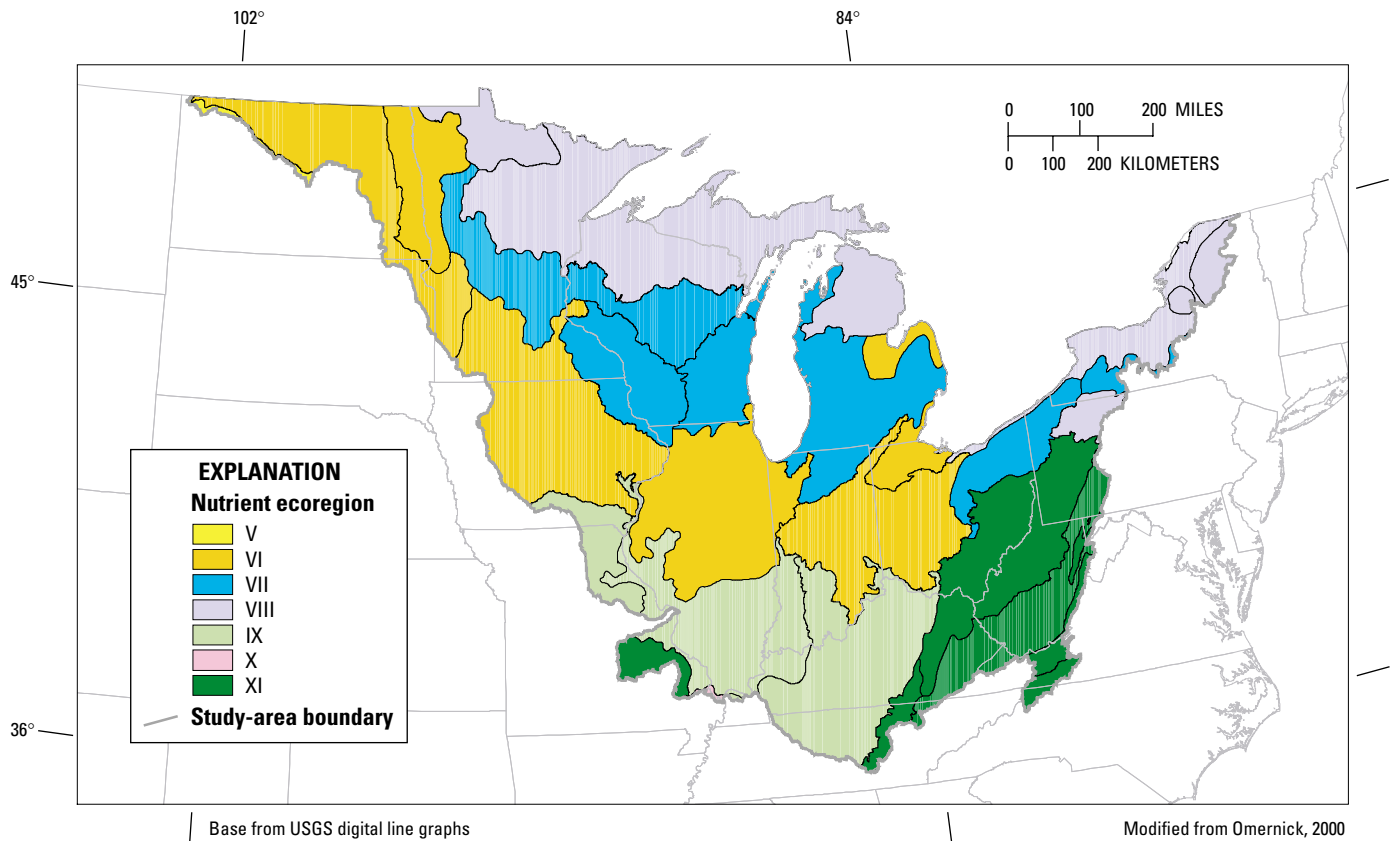 102°
84°
0 100 200 MILES
0 100 200 KILOMETERS
45°
36°
EXPLANATION
Nutrient ecoregion
V
VI
VII
VIII
IX
X
XI
Study-area boundary
Base from USGS digital line graphs
Modified from Omernick, 2000